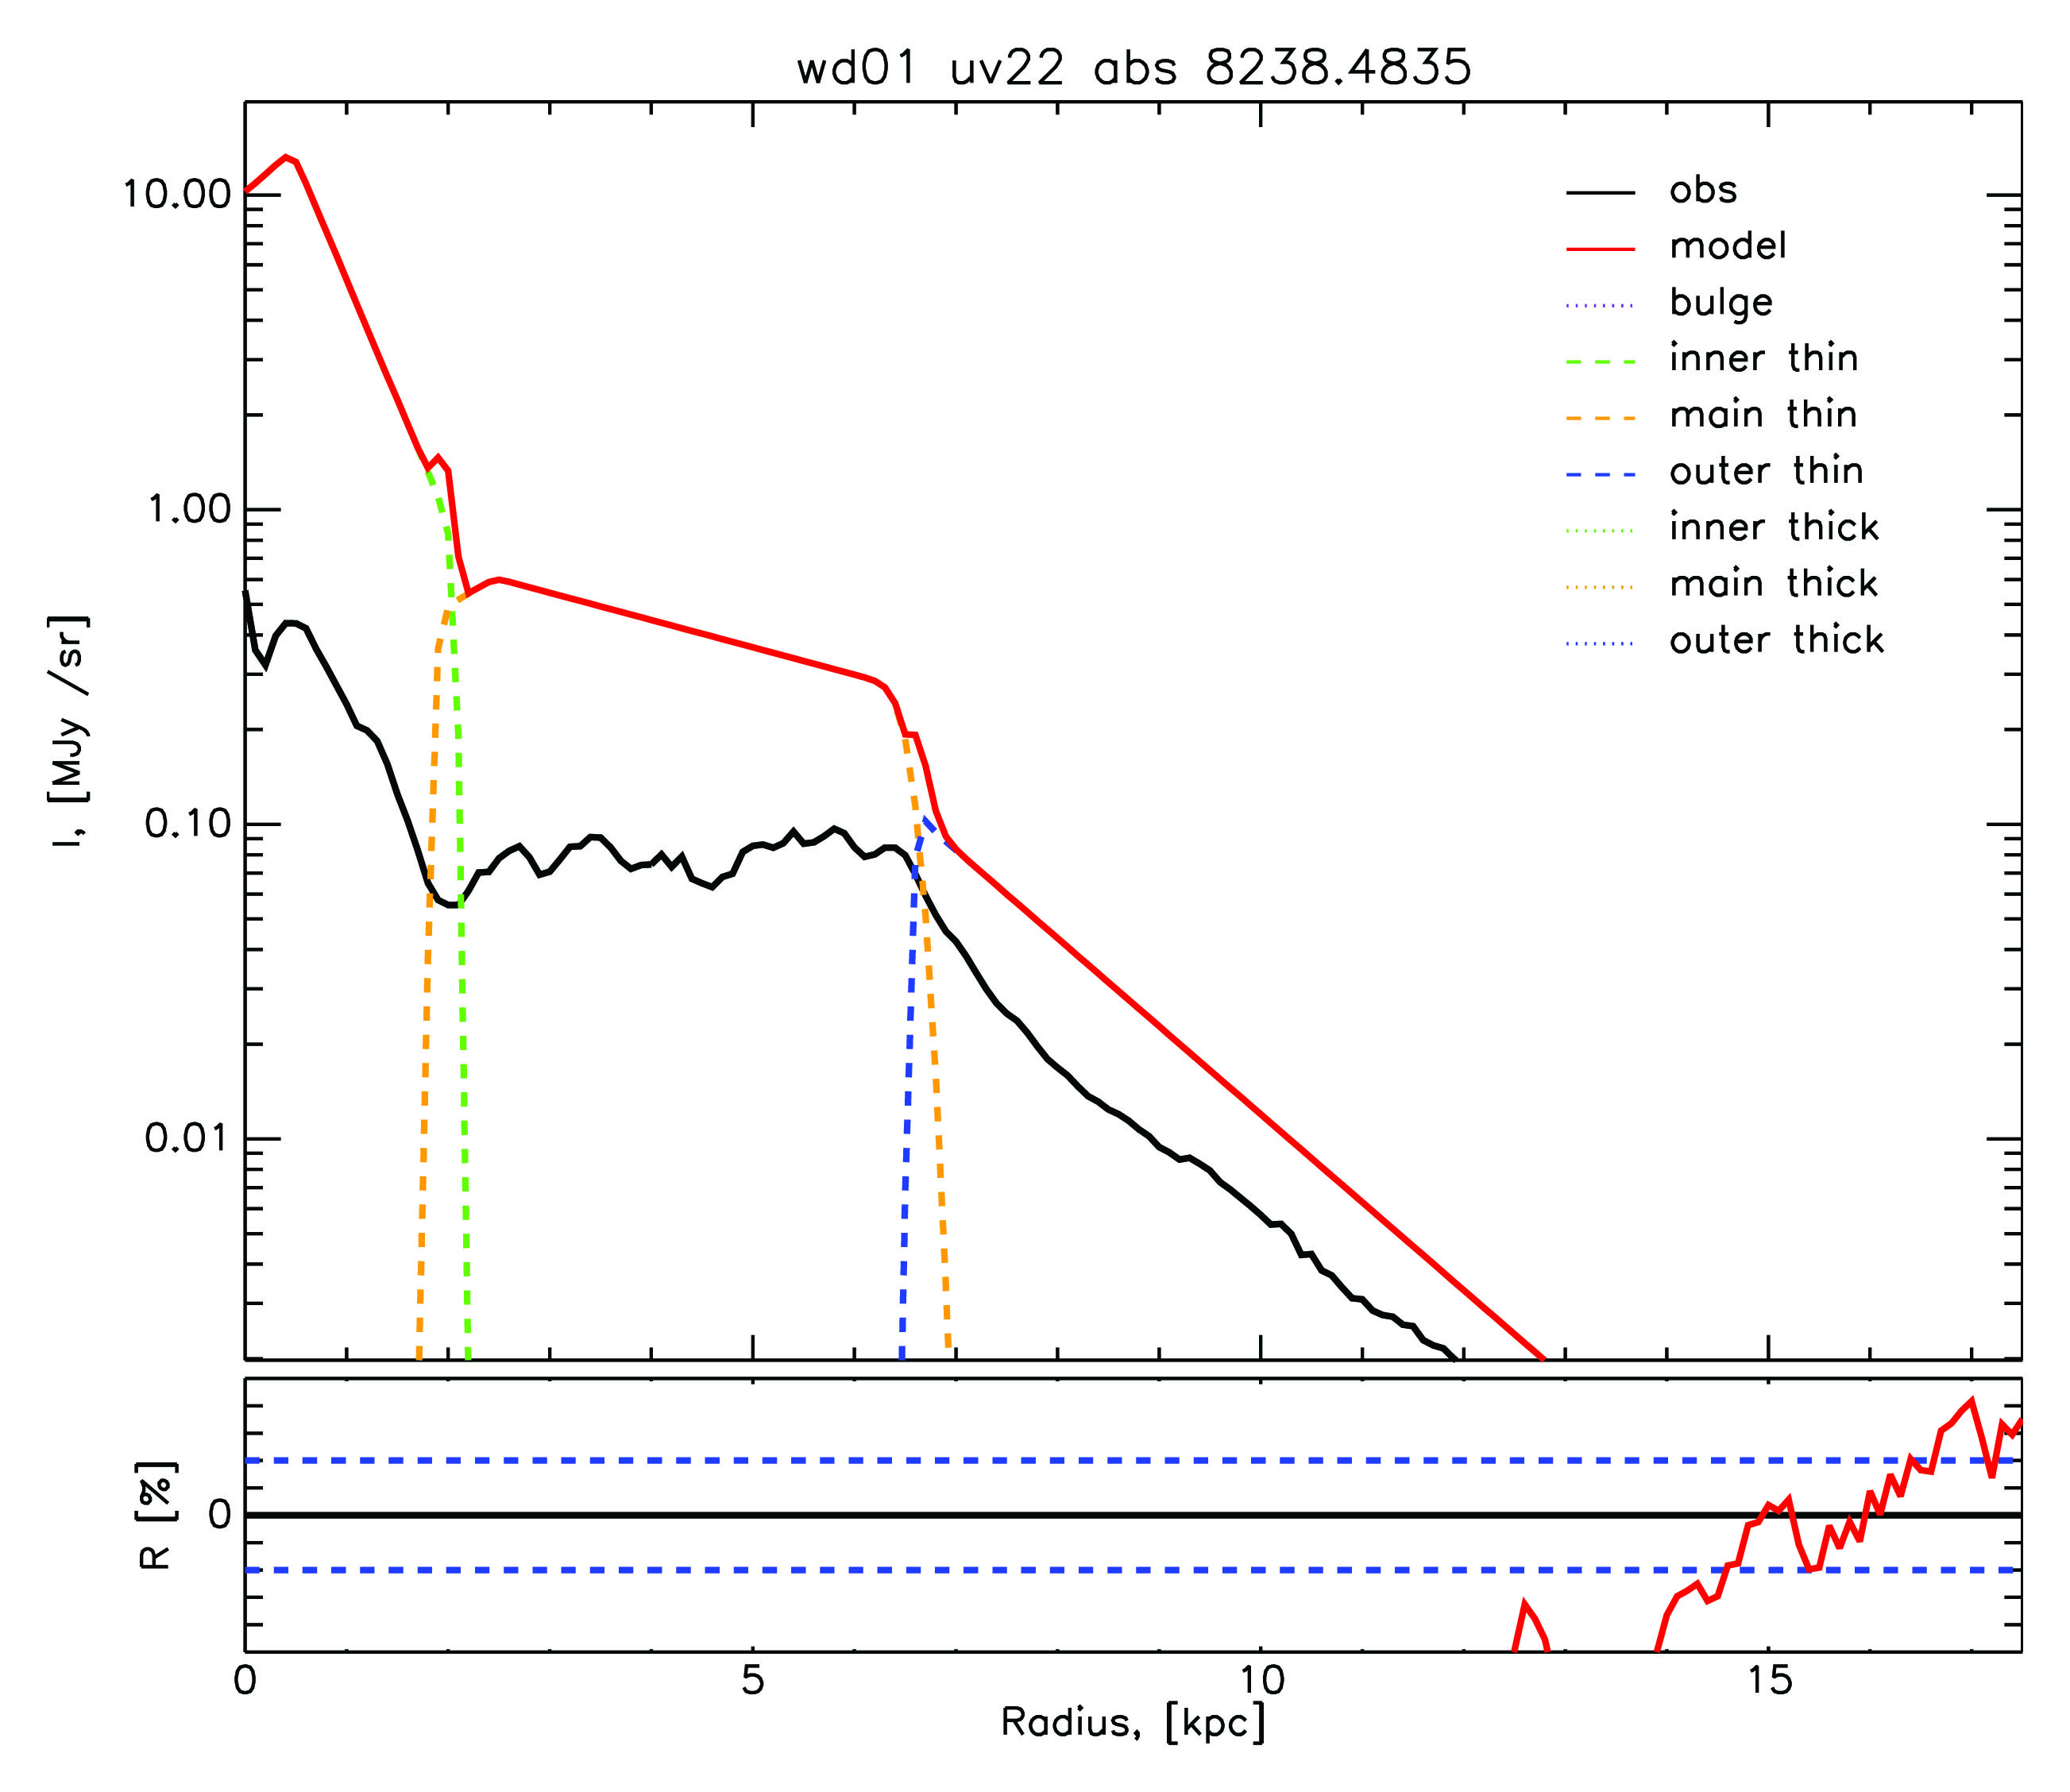 wd01 uv22 abs 8238.4835
10.00
1.00
0.10
0.01
I, [MJy /sr]
obs
model
bulge
inner thin
main thin
outer thin
inner thick
main thick
outer thick
R [%]
0
0 5 10 15
Radius, [kpc]